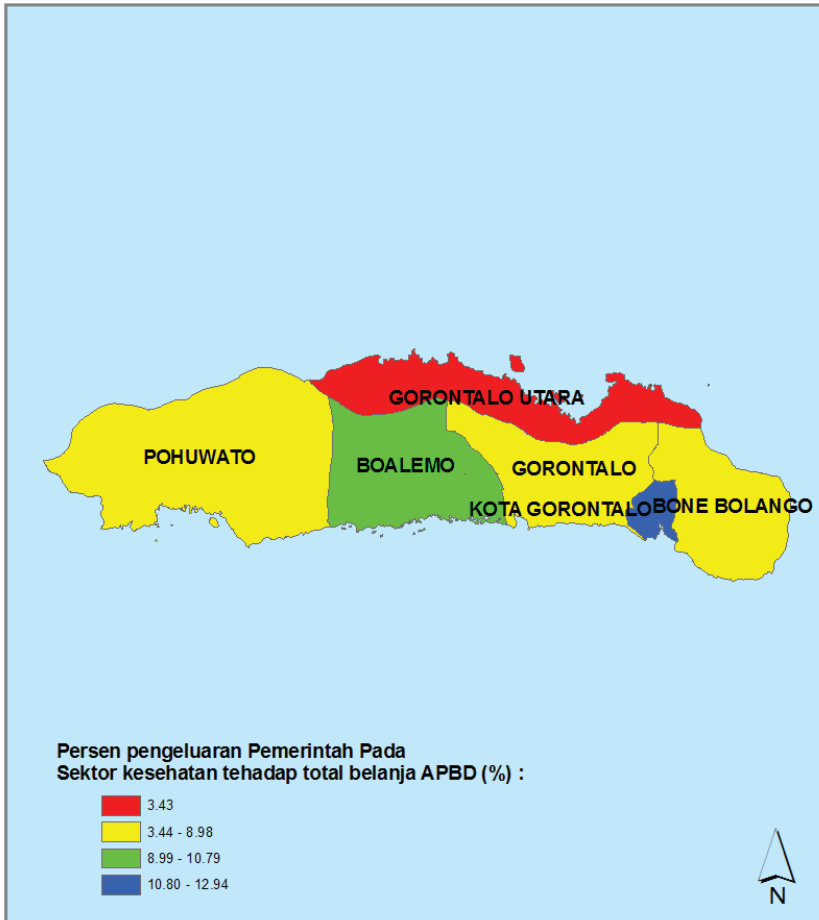 GORONTALO UTARA
POHUWATO
BOALEMO
GORONTALO
KOTA GORONTALO
BONE BOLANGO
Persen pengeluaran Pemerintah Pada
Sektor kesehatan tehadap total belanja APBD (%) :
3.43
3.44 - 8.98
8.99 - 10.79
10.80 - 12.94
N